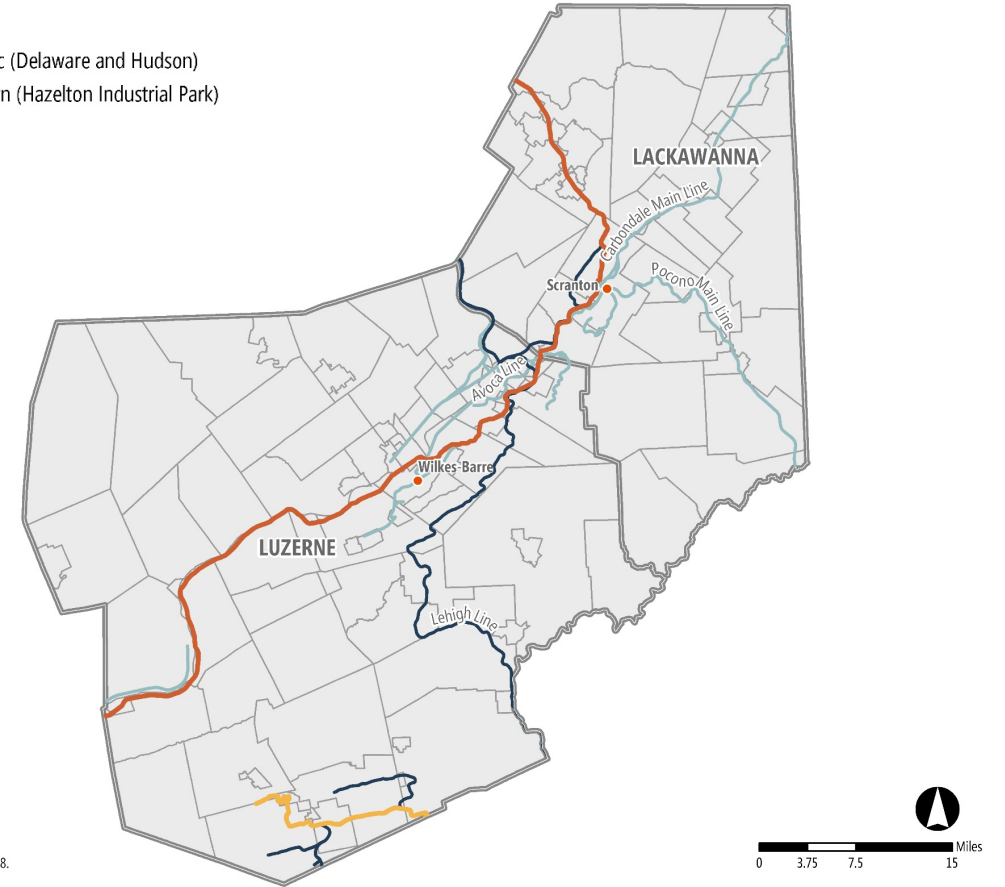 c (Delaware and Hudson)
n (Hazelton Industrial Park)
LACKAWANNA
Carbondale Main Line
Pocono Main Line
Scranton
Avoca Line
Wilkes-Barre
LUZERNE
Lehigh Line
Miles
0 3.75 7.5 15
8.